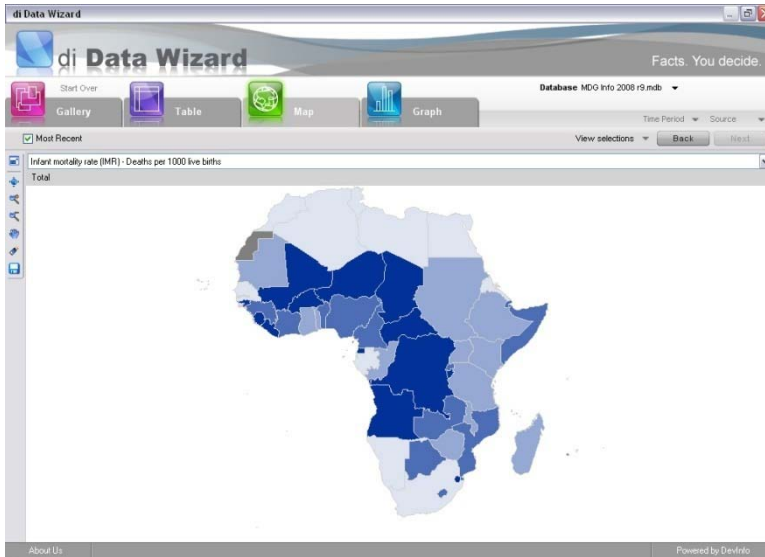 di Data Wizard
di Data Wizard
Facts. You decide.
Start Over
Database MDG Info 2008 r9.mdb
Gallery
Table
Map
Graph
Time Period
Source
Most Recent
View selections
Back
Next
Infant mortality rate (IMR) - Deaths per 1000 live births
Total
About Us
Powered by DevInfo